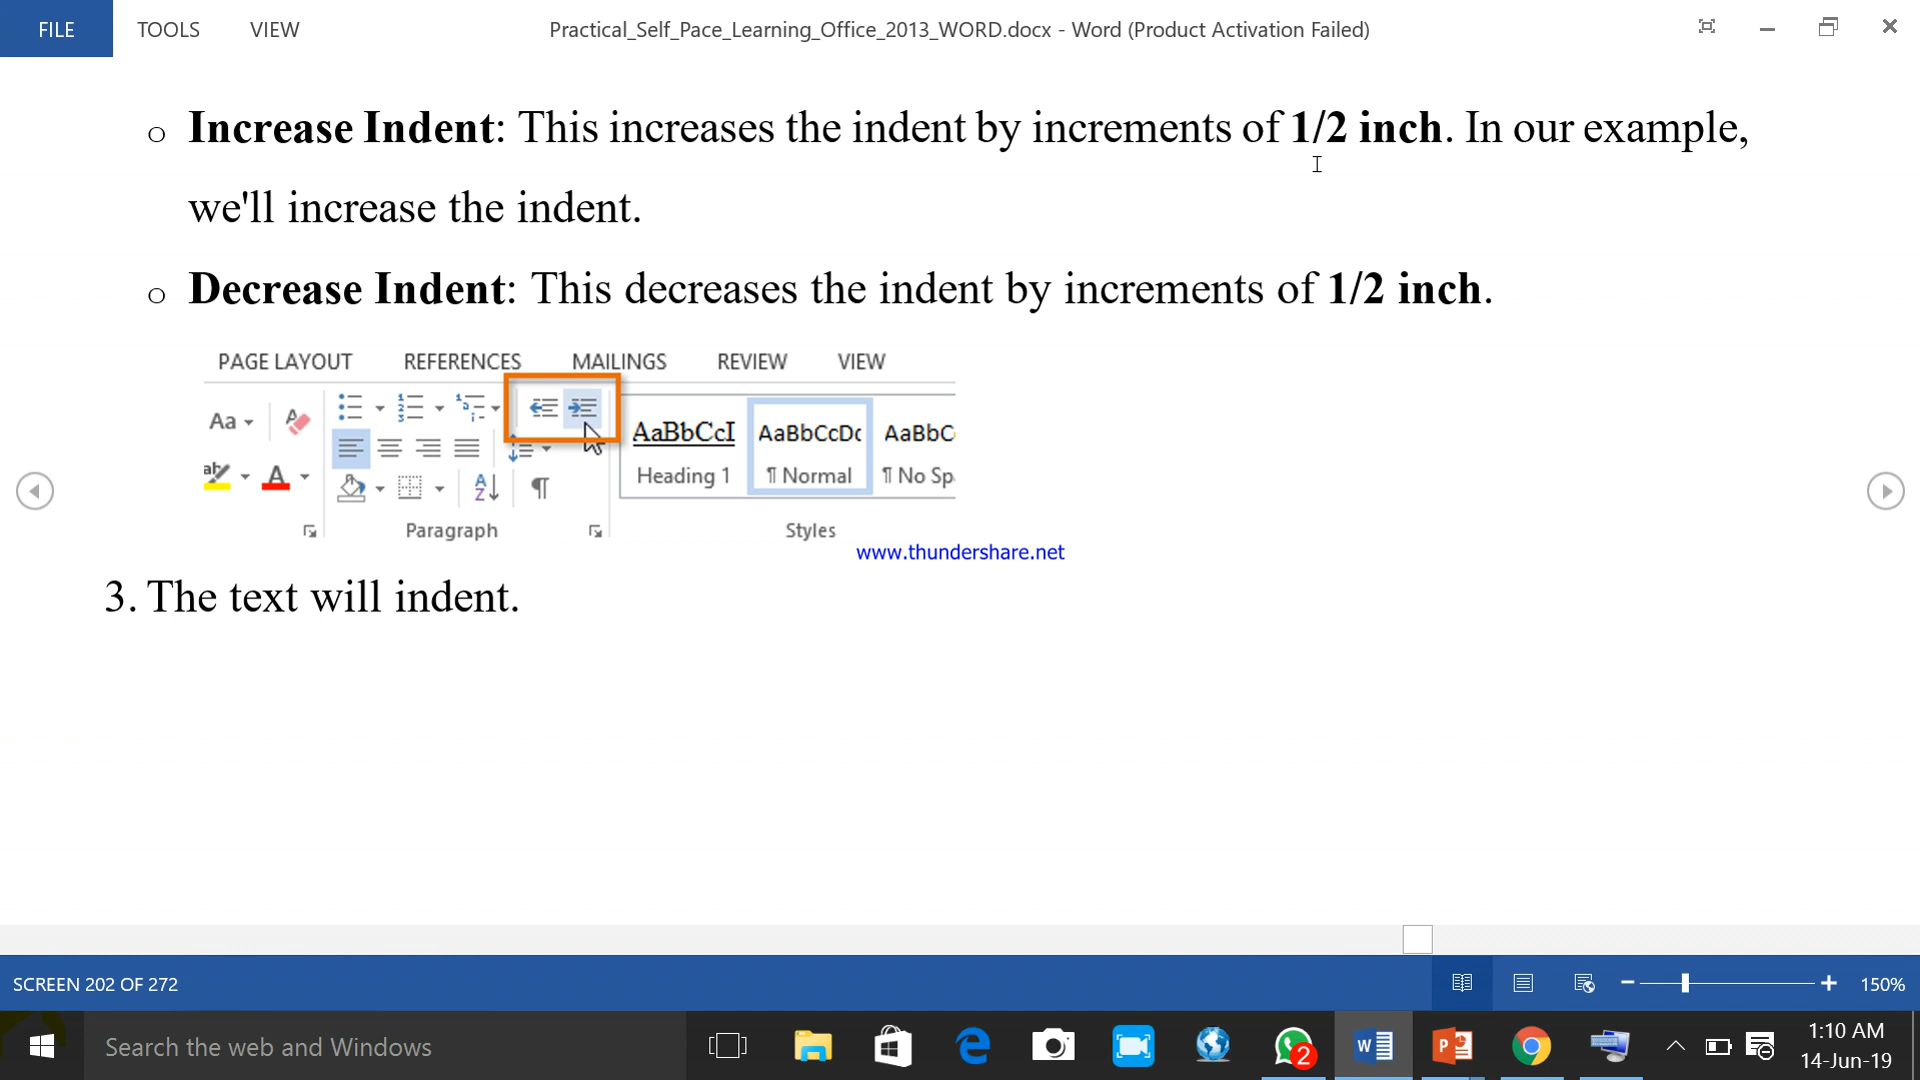 FILE TOOLS VIEW Practical_Self_Pace_Learning_Office_2013_WORD.docx - Word (Product Activation Failed)
o Increase Indent: This increases the indent by increments of 1/2 inch. In our example,
we'll increase the indent.
o Decrease Indent: This decreases the indent by increments of 1/2 inch.
PAGE LAYOUT REFERENCES MAILINGS REVIEW VIEW
Aa
AaBbCcI AaBbCcDc AaBbC
Heading 1 ¶ Normal ¶ No Sp
Paragraph Styles
www.thundershare.net
3. The text will indent.
SCREEN 202 OF 272 150%
Search the web and Windows 2 1:10 AM
14-Jun-19